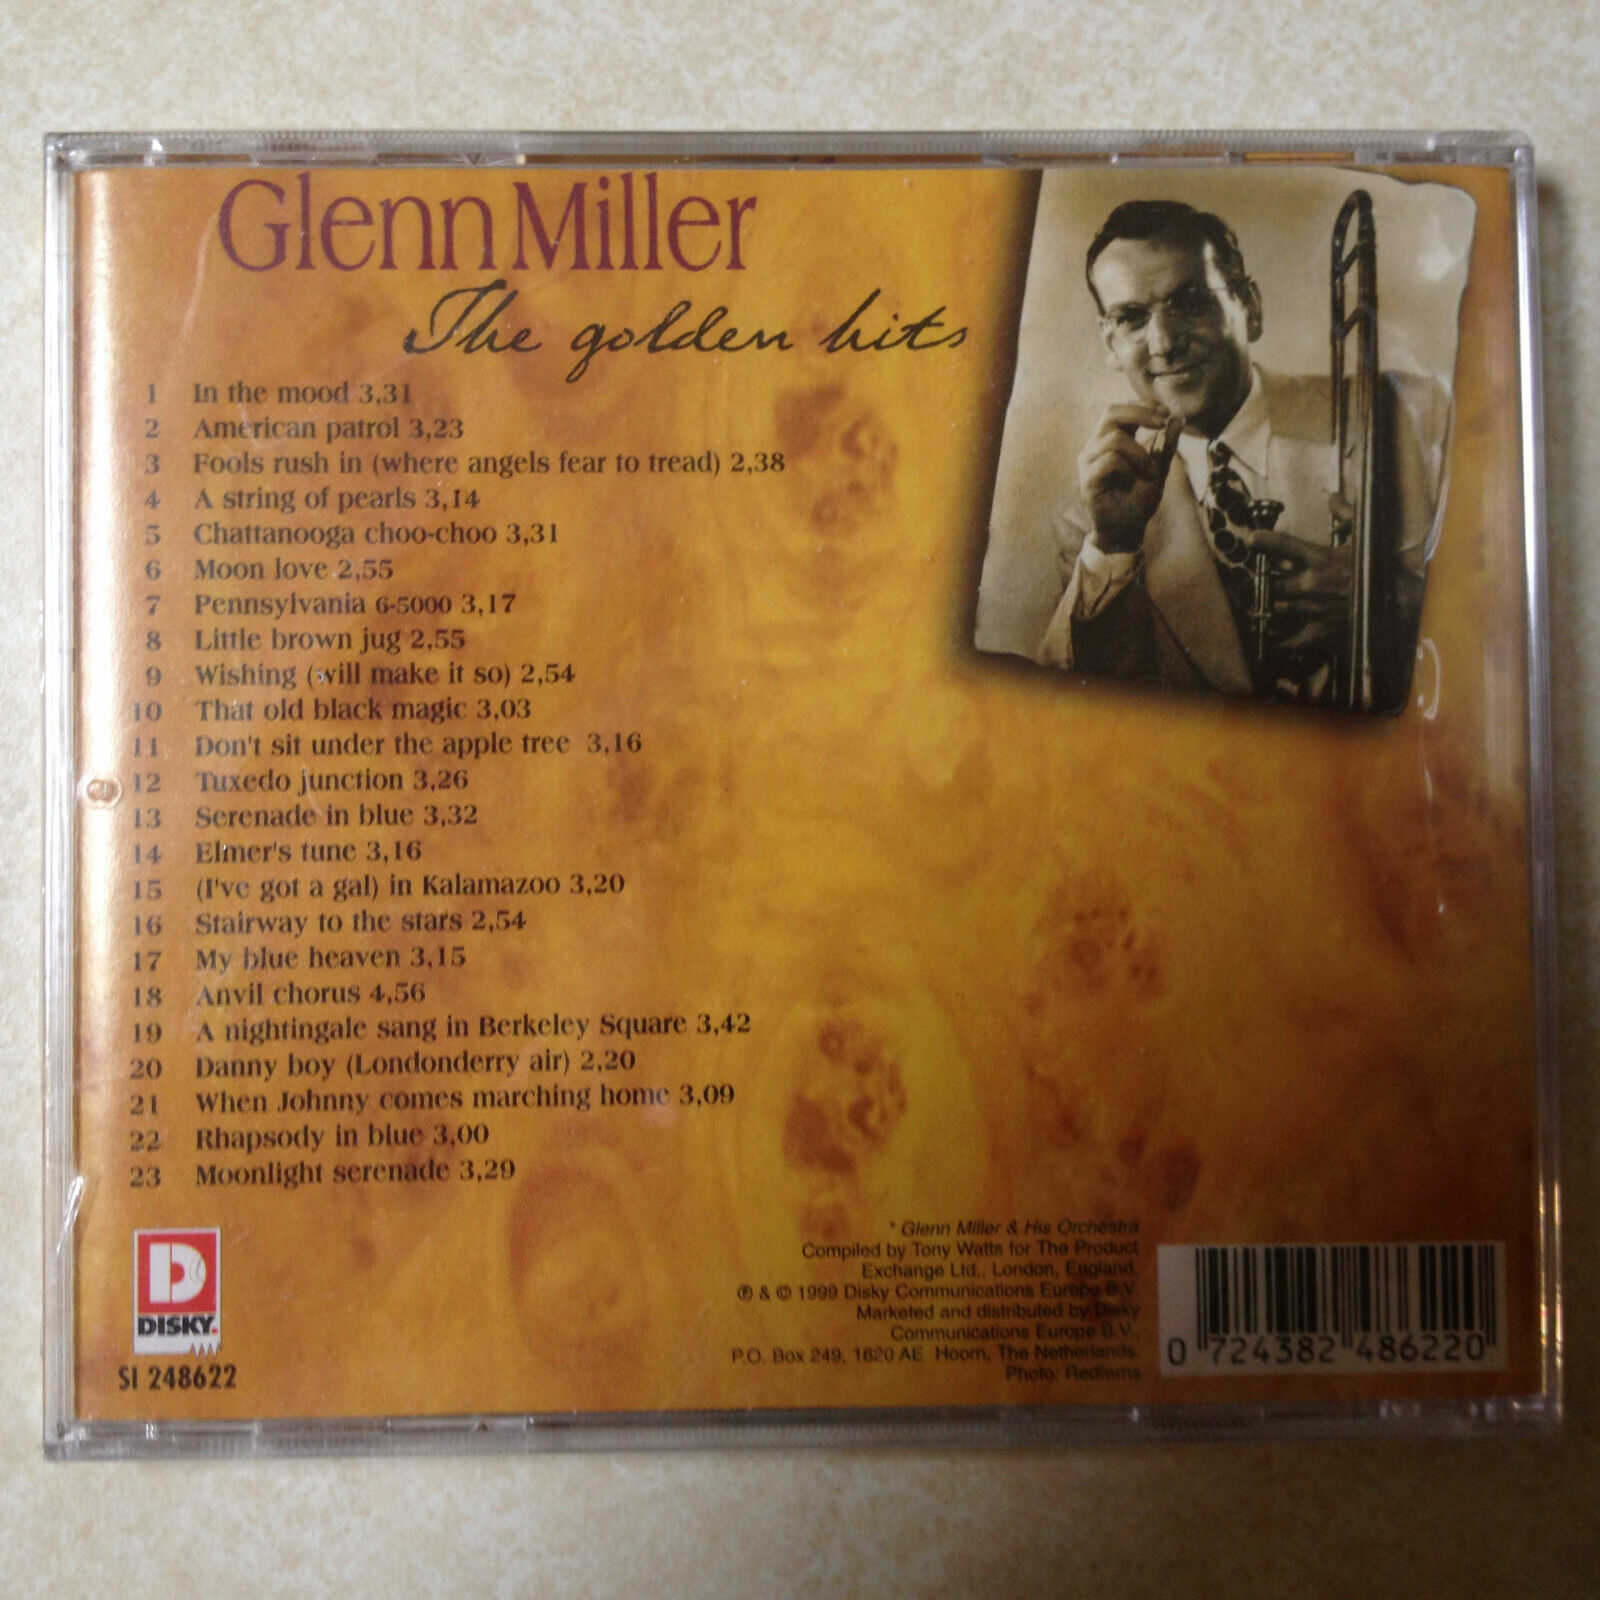 Glenn Miller
The golden hits
1 In the mood 3,31
2 American patrol 3,23
3 Fools rush in (where angels fear to tread) 2,38
4 A string of pearls 3,14
5 Chattanooga choo-choo 3,31
6 Moon love 2,55
7 Pennsylvania 6-5000 3,17
8 Little brown jug 2,55
9 Wishing (will make it so) 2,54
10 That old black magic 3,03
11 Don't sit under the apple tree 3,16
12 Tuxedo junction 3,26
13 Serenade in blue 3,32
14 Elmer's tune 3,16
15 (I've got a gal) in Kalamazoo 3,20
16 Stairway to the stars 2,54
17 My blue heaven 3,15
18 Anvil chorus 4,56
19 A nightingale sang in Berkeley Square 3,42
20 Danny boy (Londonderry air) 2,20
21 When Johnny comes marching home 3,09
22 Rhapsody in blue 3,00
23 Moonlight serenade 3,29
D
DISKY.
SI 248622
* Glenn Miller & His Orchestra
Compiled by Tony Watts for The Product
Exchange Ltd., London, England.
℗ & © 1999 Disky Communications Europe B.V.
Marketed and distributed by Disky
Communications Europe B.V.,
P.O. Box 249, 1620 AE Hoorn, The Netherlands.
Photo: Redferns
0 724382 486220